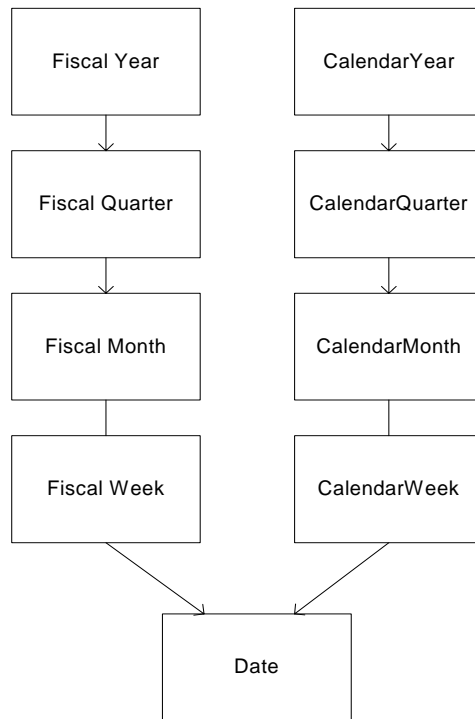 Fiscal Year
CalendarYear
Fiscal Quarter
CalendarQuarter
Fiscal Month
CalendarMonth
Fiscal Week
CalendarWeek
Date